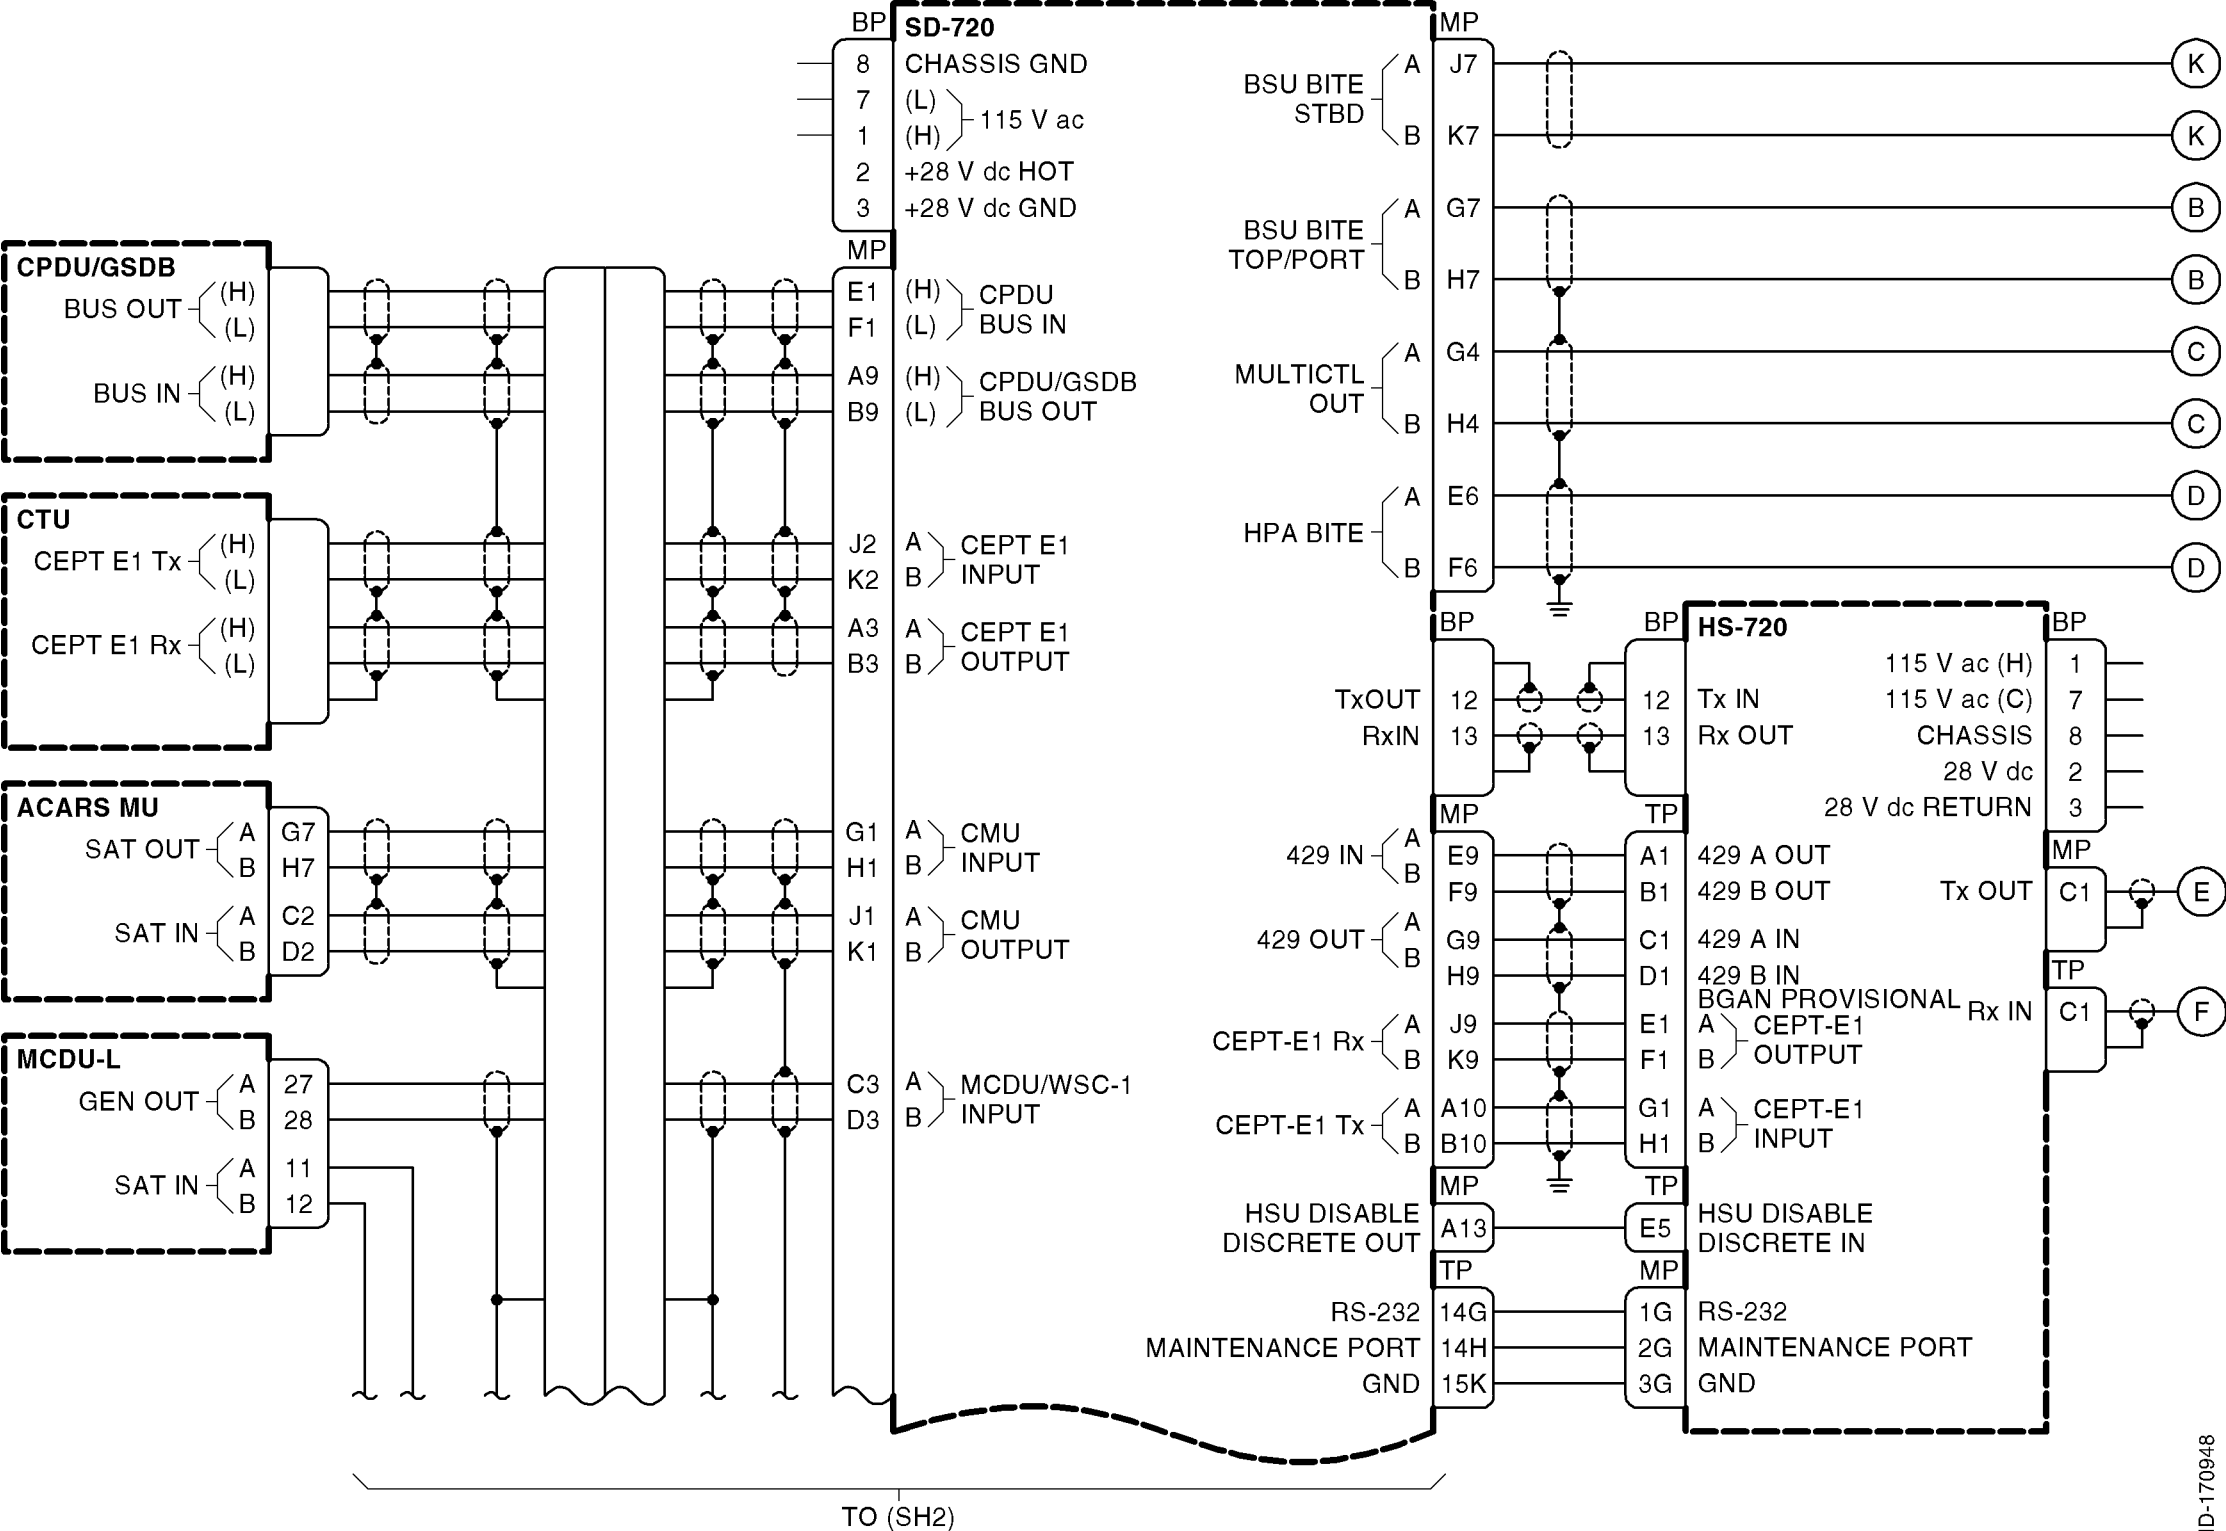 BP
SD-720
8 CHASSIS GND
7 (L)
1 (H)
115 V ac
2 +28 V dc HOT
3 +28 V dc GND
MP
E1 (H)
F1 (L)
CPDU
BUS IN
A9 (H)
B9 (L)
CPDU/GSDB
BUS OUT
J2 A
K2 B
CEPT E1
INPUT
A3 A
B3 B
CEPT E1
OUTPUT
G1 A
H1 B
CMU
INPUT
J1 A
K1 B
CMU
OUTPUT
C3 A
D3 B
MCDU/WSC-1
INPUT
CPDU/GSDB
BUS OUT
(H)
(L)
BUS IN
(H)
(L)
CTU
CEPT E1 Tx
(H)
(L)
CEPT E1 Rx
(H)
(L)
ACARS MU
SAT OUT
A G7
B H7
SAT IN
A C2
B D2
MCDU-L
GEN OUT
A 27
B 28
SAT IN
A 11
B 12
MP
BSU BITE
STBD
A J7 K
B K7 K
BSU BITE
TOP/PORT
A G7 B
B H7 B
MULTICTL
OUT
A G4 C
B H4 C
HPA BITE
A E6 D
B F6 D
BP
TxOUT 12
RxIN 13
MP
429 IN
A E9
B F9
429 OUT
A G9
B H9
CEPT-E1 Rx
A J9
B K9
CEPT-E1 Tx
A A10
B B10
MP
HSU DISABLE
DISCRETE OUT
A13
TP
RS-232 14G
MAINTENANCE PORT 14H
GND 15K
BP
HS-720
12 Tx IN
13 Rx OUT
TP
A1 429 A OUT
B1 429 B OUT
C1 429 A IN
D1 429 B IN
BGAN PROVISIONAL
E1 A
F1 B
CEPT-E1
OUTPUT
G1 A
H1 B
CEPT-E1
INPUT
TP
E5
HSU DISABLE
DISCRETE IN
MP
1G RS-232
2G MAINTENANCE PORT
3G GND
BP
115 V ac (H) 1
115 V ac (C) 7
CHASSIS 8
28 V dc 2
28 V dc RETURN 3
MP
Tx OUT C1 E
TP
Rx IN C1 F
TO (SH2)
ID-170948